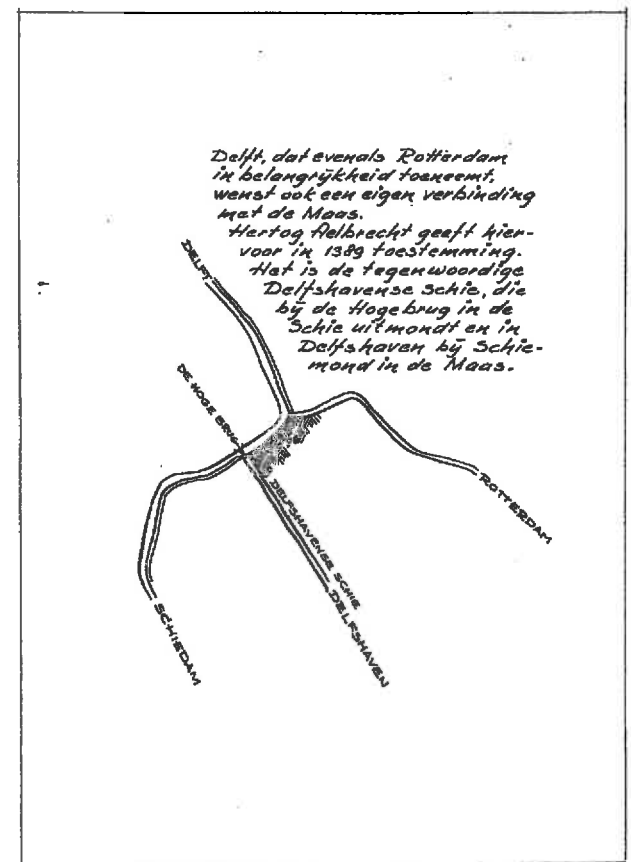 Delft, dat evenals Rotterdam
in belangrijkheid toeneemt,
wenst ook een eigen verbinding
met de Maas.
Hertog Aelbrecht geeft hier-
voor in 1389 toestemming.
Het is de tegenwoordige
Delfshavense Schie, die
bij de Hogebrug in de
Schie uitmondt en in
Delfshaven bij Schie-
mond in de Maas.
DELFT
DE HOGE BRUG
ROTTERDAM
DELFSHAVENSE SCHIE
DELFSHAVEN
SCHIEDAM